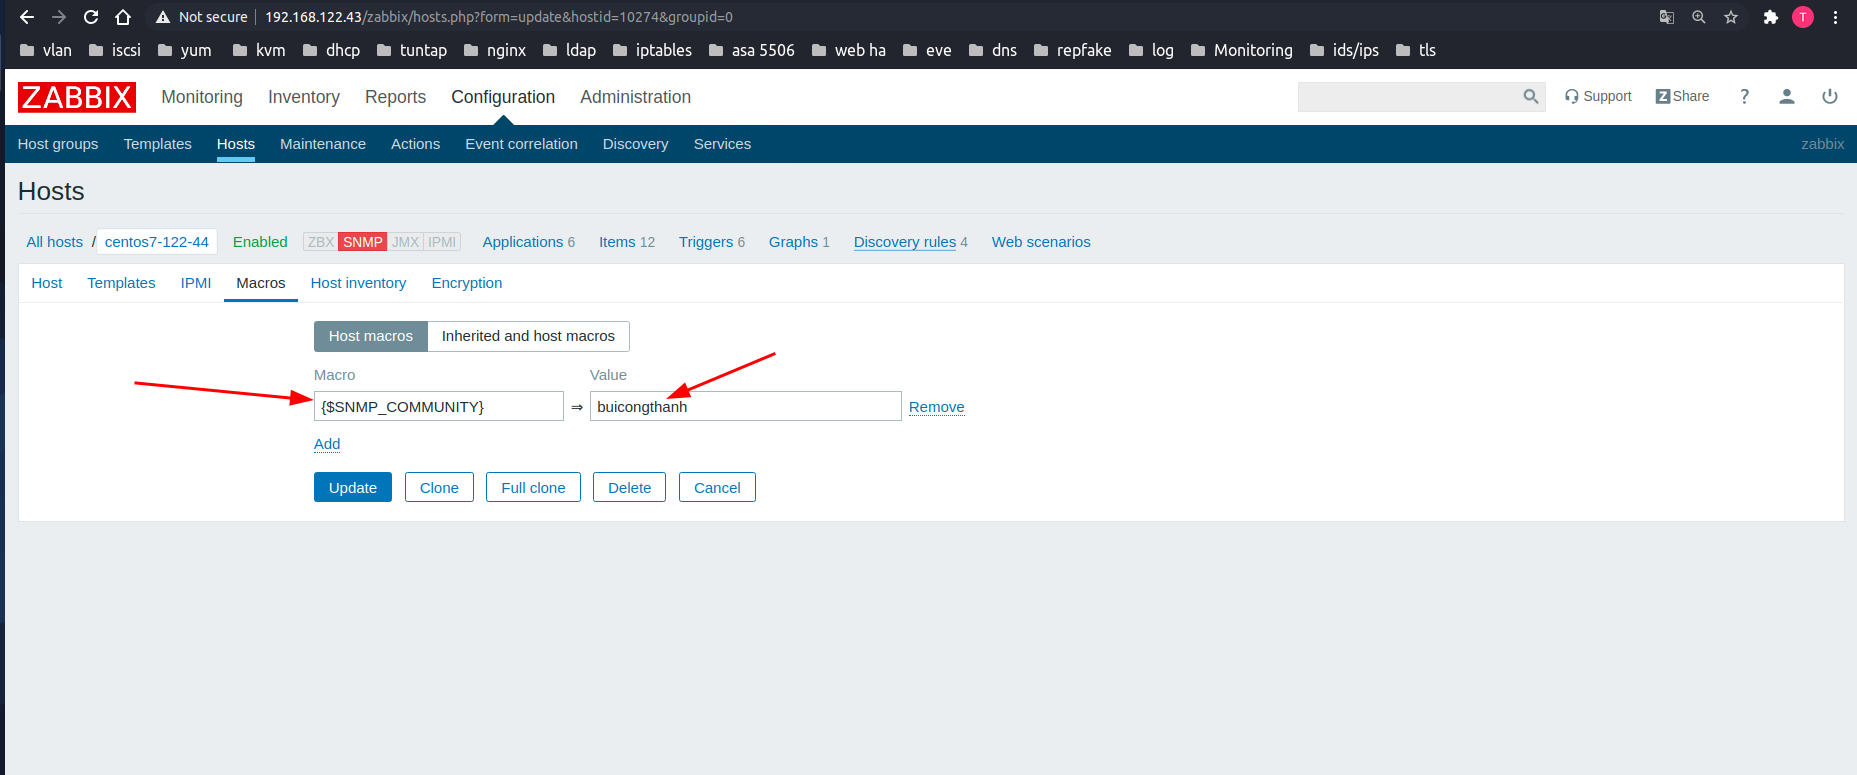 Not secure 192.168.122.43/zabbix/hosts.php?form=update&hostid=10274&groupid=0 T
vlan iscsi yum kvm dhcp tuntap nginx ldap iptables asa 5506 web ha eve dns repfake log Monitoring ids/ips tls
ZABBIX Monitoring Inventory Reports Configuration Administration Z Support Share ?
Host groups Templates Hosts Maintenance Actions Event correlation Discovery Services zabbix
Hosts
All hosts / centos7-122-44 Enabled ZBX SNMP JMX IPMI Applications 6 Items 12 Triggers 6 Graphs 1 Discovery rules 4 Web scenarios
Host Templates IPMI Macros Host inventory Encryption
Host macros Inherited and host macros
Macro Value
{$SNMP_COMMUNITY} ⇒ buicongthanh Remove
Add
Update Clone Full clone Delete Cancel